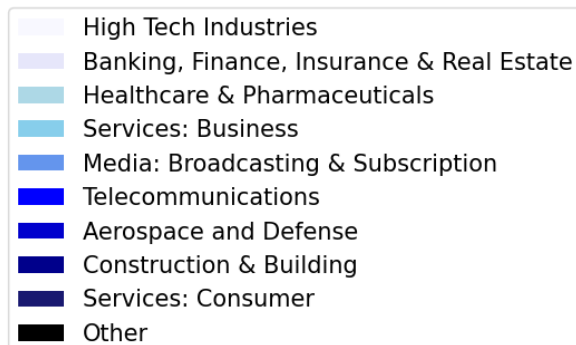 High Tech Industries
Banking, Finance, Insurance & Real Estate
Healthcare & Pharmaceuticals
Services: Business
Media: Broadcasting & Subscription
Telecommunications
Aerospace and Defense
Construction & Building
Services: Consumer
Other